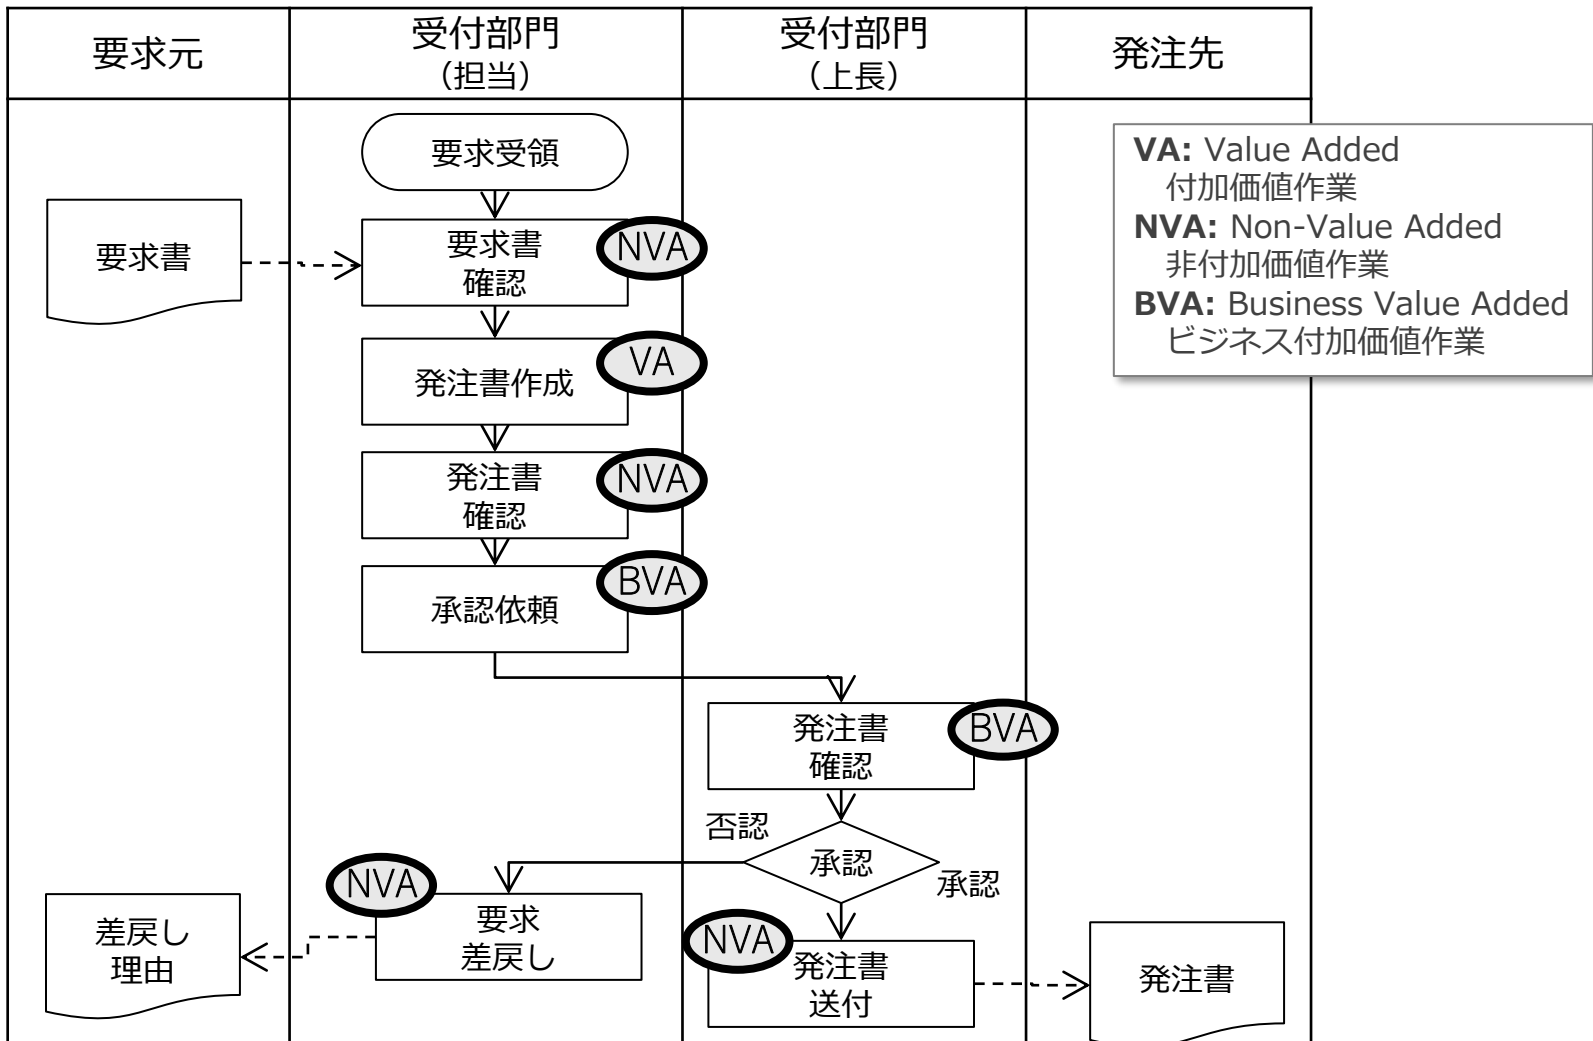 要求元
受付部門
（担当）
受付部門
（上長）
発注先
VA: Value Added
付加価値作業
NVA: Non-Value Added
非付加価値作業
BVA: Business Value Added
ビジネス付加価値作業
要求受領
要求書
要求書
確認
NVA
発注書作成
VA
発注書
確認
NVA
承認依頼
BVA
発注書
確認
BVA
否認
承認
承認
NVA
要求
差戻し
差戻し
理由
NVA
発注書
送付
発注書